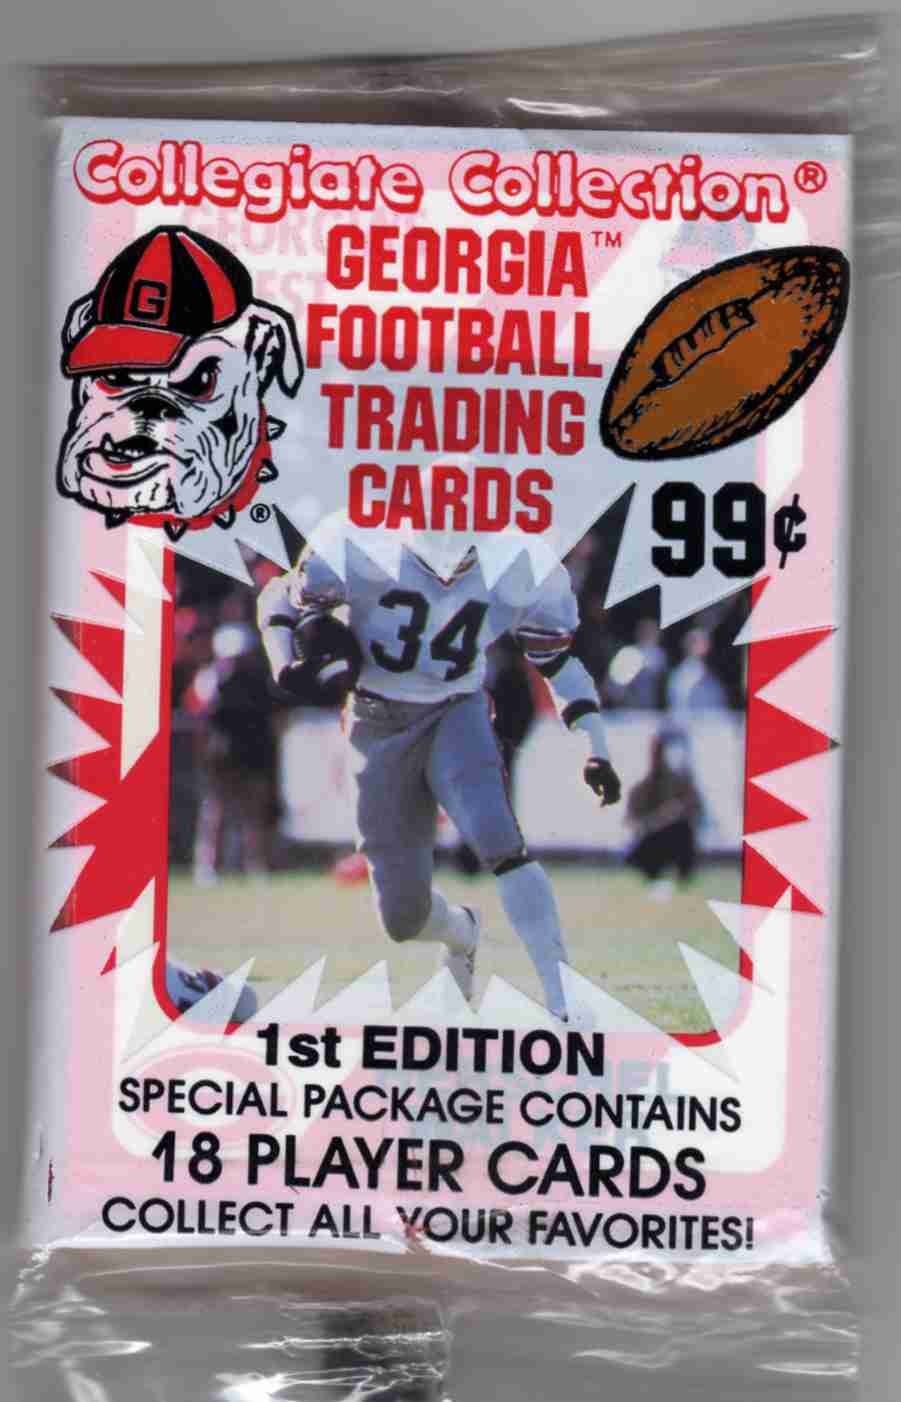 Collegiate Collection®
GEORGIA™
FOOTBALL
TRADING
CARDS
G
®
99¢
34
1st EDITION
SPECIAL PACKAGE CONTAINS
18 PLAYER CARDS
COLLECT ALL YOUR FAVORITES!